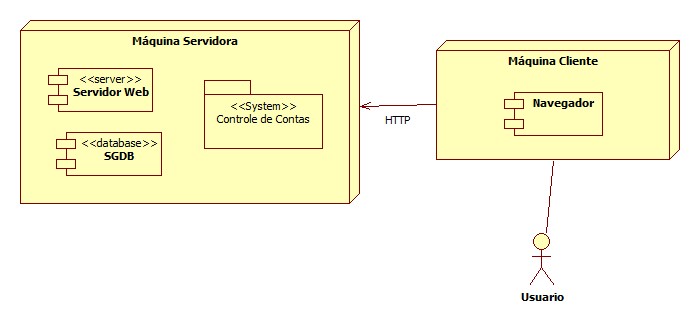 Máquina Servidora
<<server>>
Servidor Web
<<database>>
SGDB
<<System>>
Controle de Contas
HTTP
Máquina Cliente
Navegador
Usuario